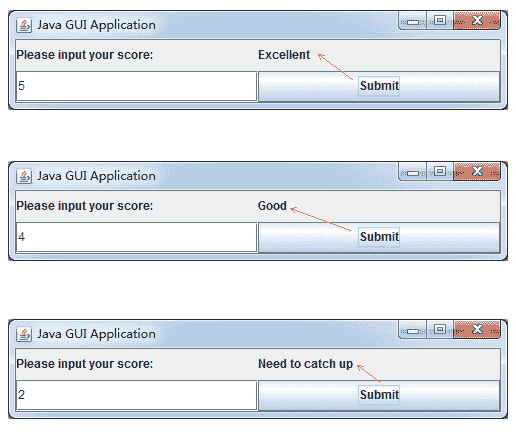 Java GUI Application
Please input your score: Excellent
5 Submit
Java GUI Application
Please input your score: Good
4 Submit
Java GUI Application
Please input your score: Need to catch up
2 Submit